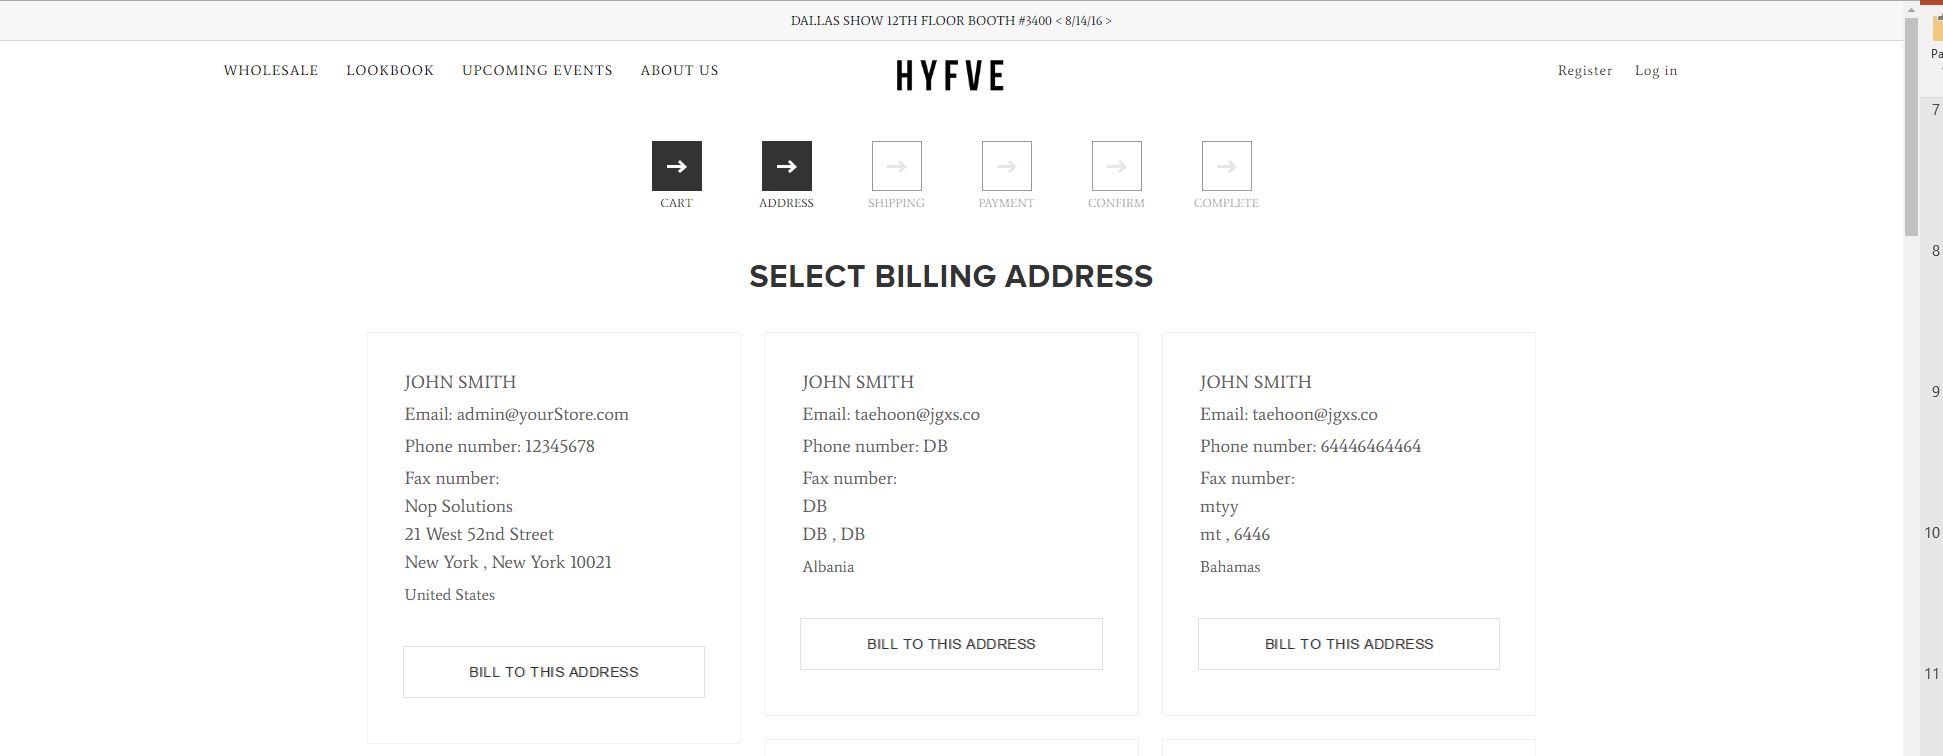 DALLAS SHOW 12TH FLOOR BOOTH #3400 < 8/14/16 >
WHOLESALE LOOKBOOK UPCOMING EVENTS ABOUT US HYFVE Register Log in
CART ADDRESS SHIPPING PAYMENT CONFIRM COMPLETE
SELECT BILLING ADDRESS
JOHN SMITH
Email: admin@yourStore.com
Phone number: 12345678
Fax number:
Nop Solutions
21 West 52nd Street
New York , New York 10021
United States
BILL TO THIS ADDRESS
JOHN SMITH
Email: taehoon@jgxs.co
Phone number: DB
Fax number:
DB
DB , DB
Albania
BILL TO THIS ADDRESS
JOHN SMITH
Email: taehoon@jgxs.co
Phone number: 64446464464
Fax number:
mtyy
mt , 6446
Bahamas
BILL TO THIS ADDRESS
Pa
7
8
9
10
11